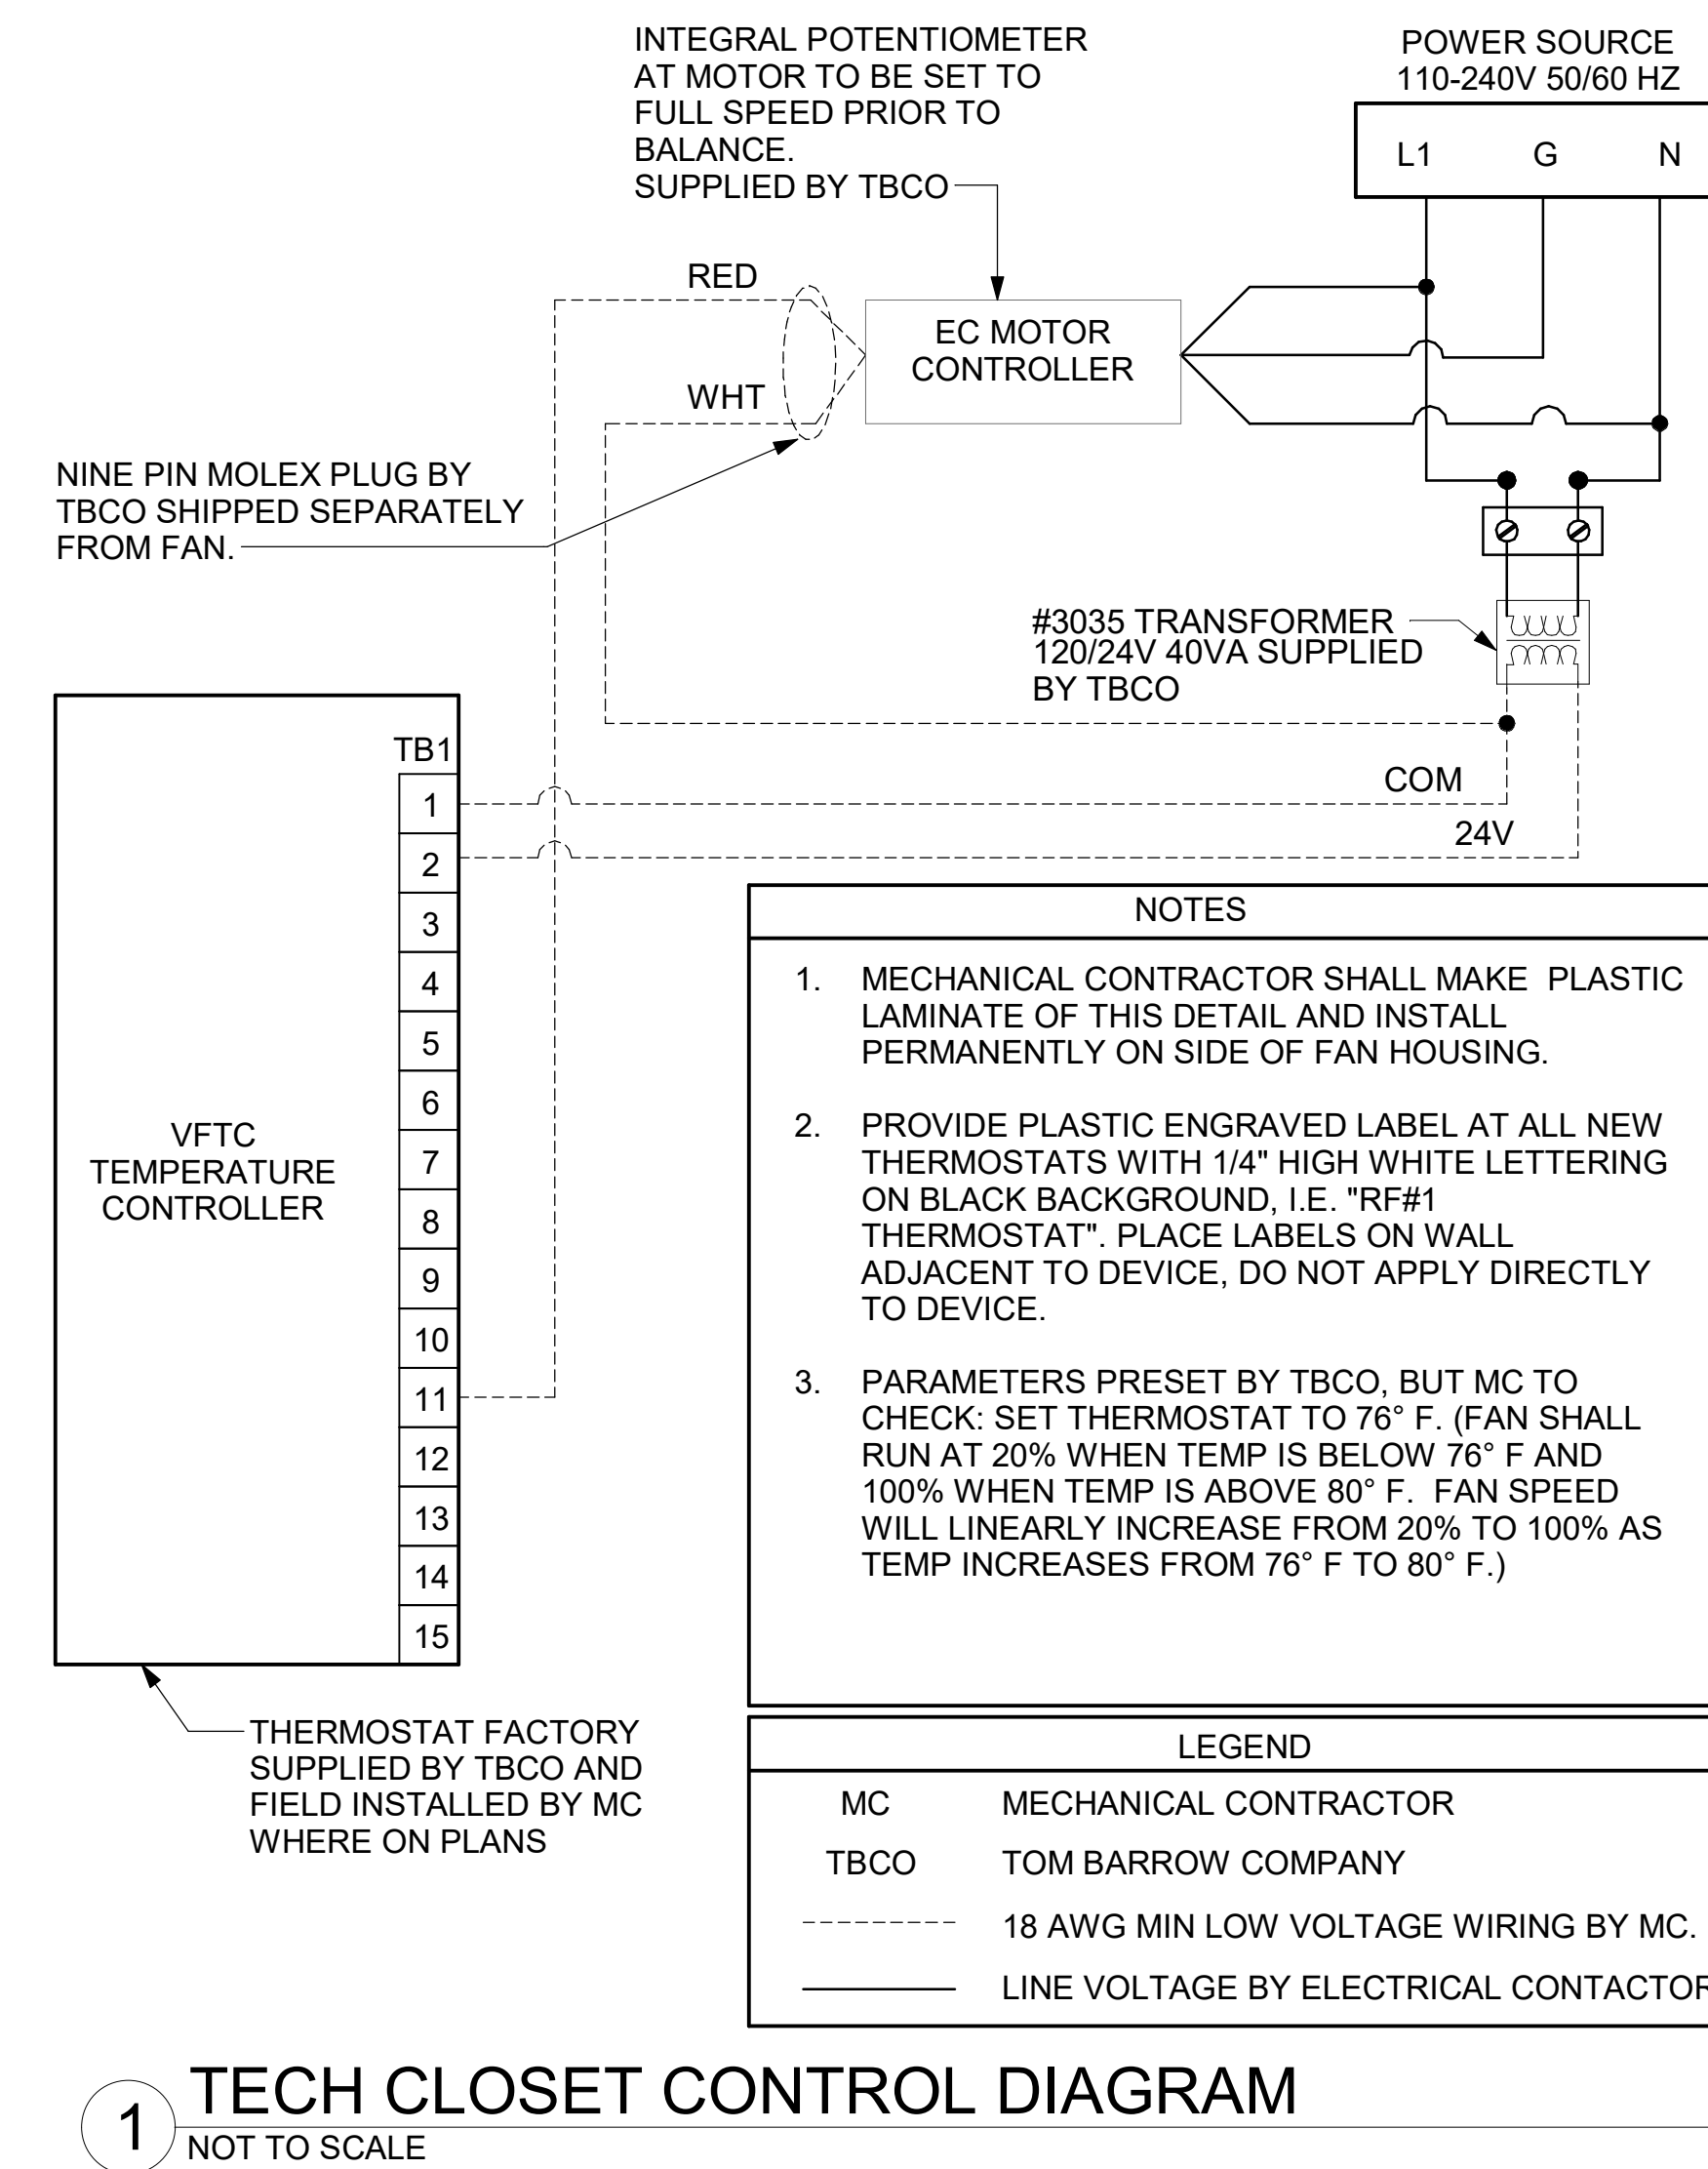 INTEGRAL POTENTIOMETER
AT MOTOR TO BE SET TO
FULL SPEED PRIOR TO
BALANCE.
SUPPLIED BY TBCO
POWER SOURCE
110-240V 50/60 HZ
L1 G N
RED
EC MOTOR
CONTROLLER
WHT
NINE PIN MOLEX PLUG BY
TBCO SHIPPED SEPARATELY
FROM FAN.
#3035 TRANSFORMER
120/24V 40VA SUPPLIED
BY TBCO
COM
24V
TB1
1
2
3
4
5
6
7
8
9
10
11
12
13
14
15
VFTC
TEMPERATURE
CONTROLLER
THERMOSTAT FACTORY
SUPPLIED BY TBCO AND
FIELD INSTALLED BY MC
WHERE ON PLANS
NOTES
1. MECHANICAL CONTRACTOR SHALL MAKE PLASTIC
LAMINATE OF THIS DETAIL AND INSTALL
PERMANENTLY ON SIDE OF FAN HOUSING.
2. PROVIDE PLASTIC ENGRAVED LABEL AT ALL NEW
THERMOSTATS WITH 1/4" HIGH WHITE LETTERING
ON BLACK BACKGROUND, I.E. "RF#1
THERMOSTAT". PLACE LABELS ON WALL
ADJACENT TO DEVICE, DO NOT APPLY DIRECTLY
TO DEVICE.
3. PARAMETERS PRESET BY TBCO, BUT MC TO
CHECK: SET THERMOSTAT TO 76° F. (FAN SHALL
RUN AT 20% WHEN TEMP IS BELOW 76° F AND
100% WHEN TEMP IS ABOVE 80° F. FAN SPEED
WILL LINEARLY INCREASE FROM 20% TO 100% AS
TEMP INCREASES FROM 76° F TO 80° F.)
LEGEND
MC MECHANICAL CONTRACTOR
TBCO TOM BARROW COMPANY
18 AWG MIN LOW VOLTAGE WIRING BY MC.
LINE VOLTAGE BY ELECTRICAL CONTACTOR
1 TECH CLOSET CONTROL DIAGRAM
NOT TO SCALE